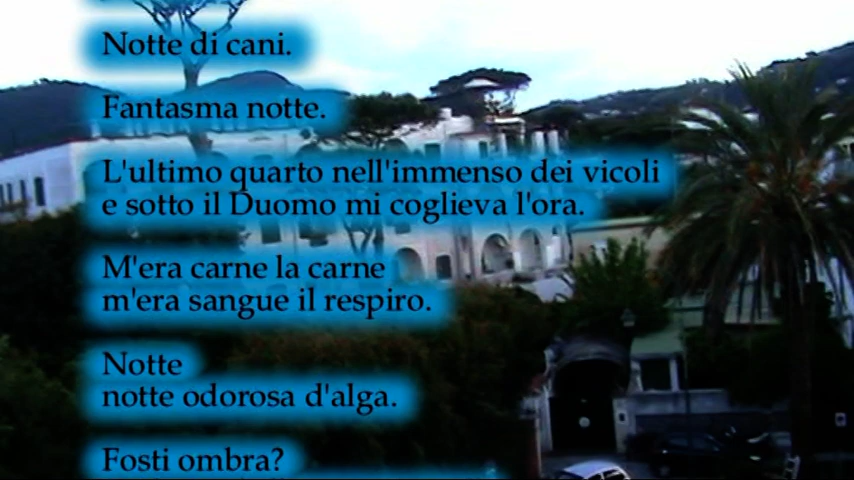 Notte di cani.
Fantasma notte.
L'ultimo quarto nell'immenso dei vicoli
e sotto il Duomo mi coglieva l'ora.
M'era carne la carne
m'era sangue il respiro.
Notte
notte odorosa d'alga.
Fosti ombra?